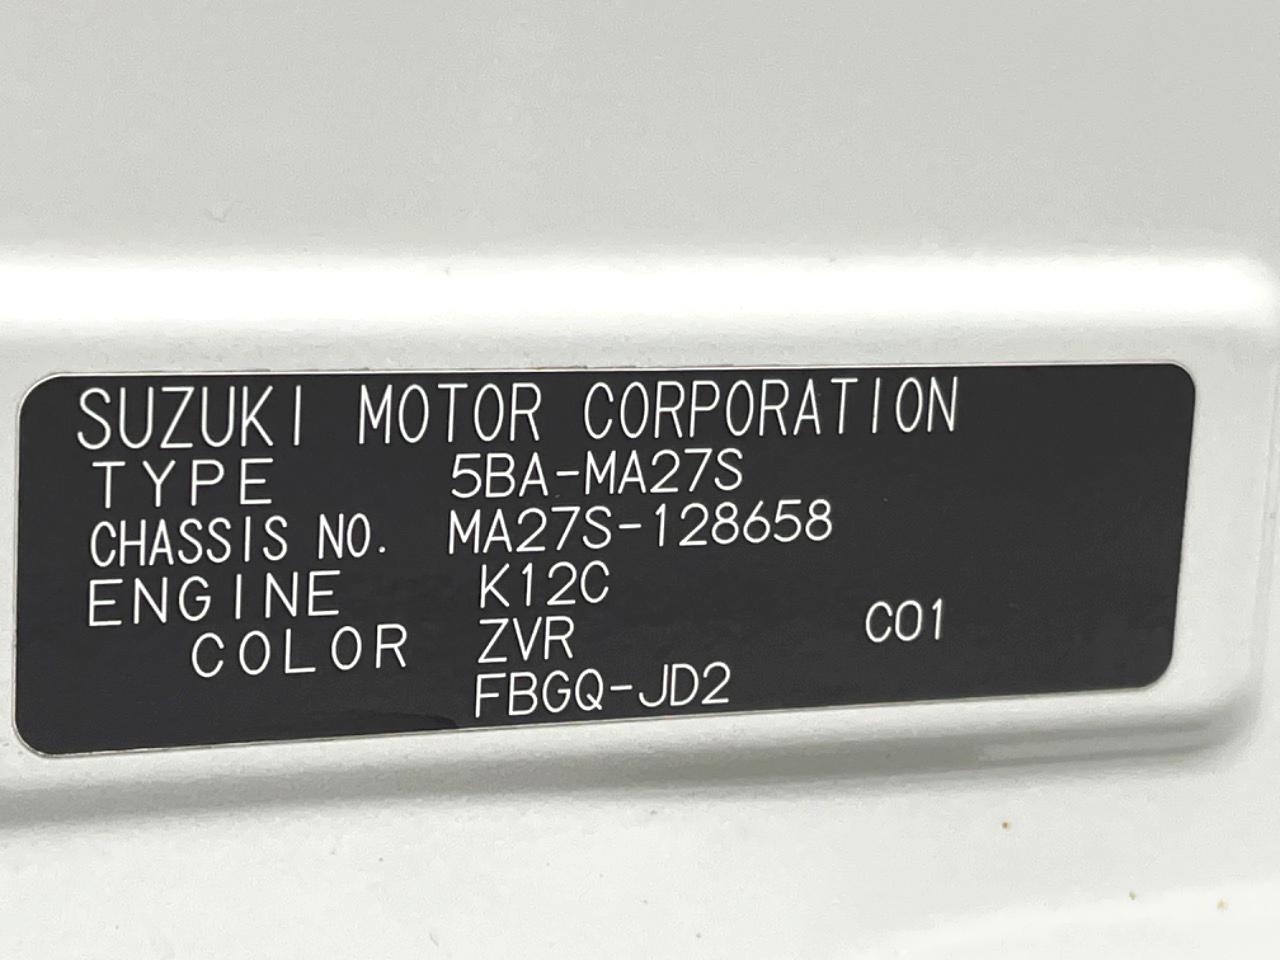 SUZUKI MOTOR CORPORATION
TYPE 5BA-MA27S
CHASSIS NO. MA27S-128658
ENGINE K12C
COLOR ZVR C01
FBGQ-JD2